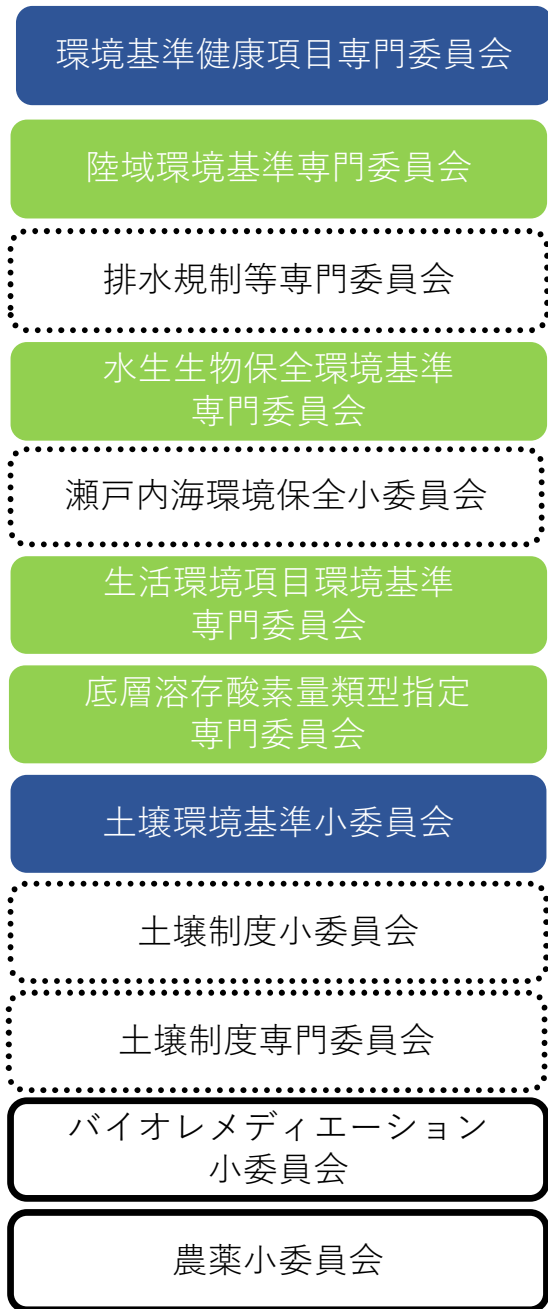 環境基準健康項目専門委員会
陸域環境基準専門委員会
排水規制等専門委員会
水生生物保全環境基準
専門委員会
瀬戸内海環境保全小委員会
生活環境項目環境基準
専門委員会
底層溶存酸素量類型指定
専門委員会
土壌環境基準小委員会
土壌制度小委員会
土壌制度専門委員会
バイオレメディエーション
小委員会
農薬小委員会